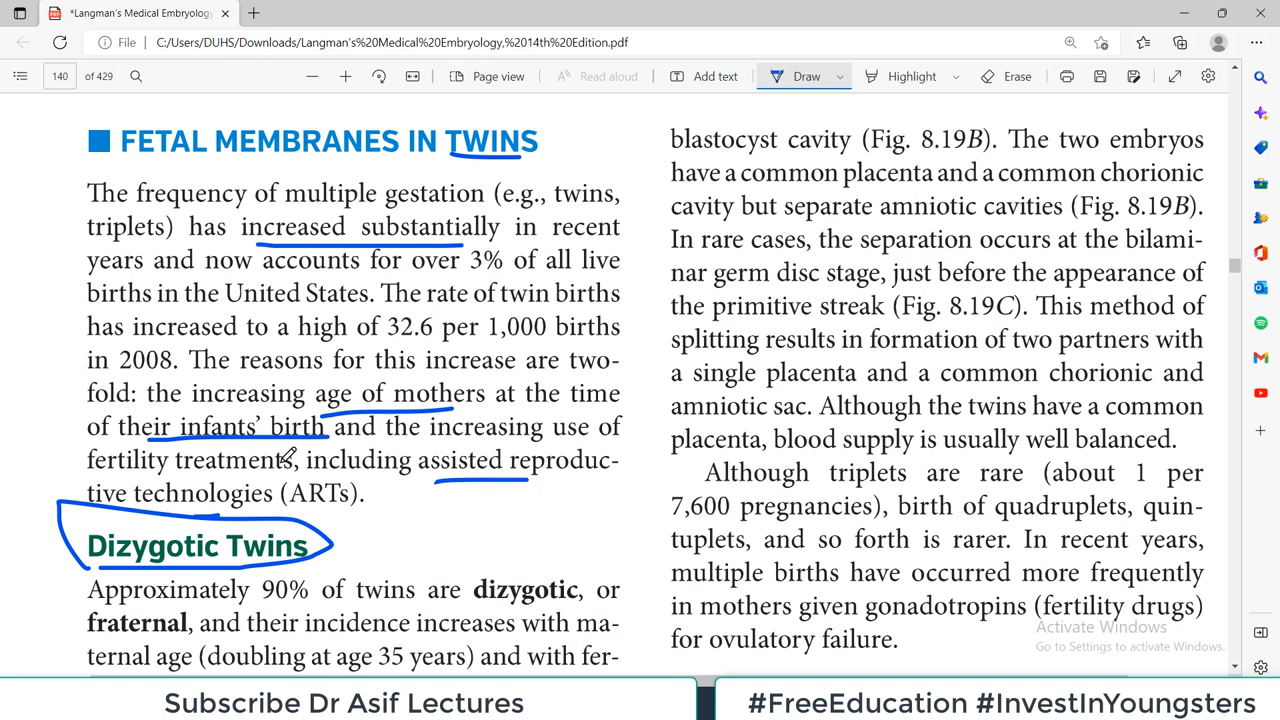 *Langman's Medical Embryology,
File
C:/Users/DUHS/Downloads/Langman's%20Medical%20Embryology,%2014th%20Edition.pdf
140 of 429
Page view
Read aloud
Add text
Draw
Highlight
Erase
FETAL MEMBRANES IN TWINS
The frequency of multiple gestation (e.g., twins,
triplets) has increased substantially in recent
years and now accounts for over 3% of all live
births in the United States. The rate of twin births
has increased to a high of 32.6 per 1,000 births
in 2008. The reasons for this increase are two-
fold: the increasing age of mothers at the time
of their infants' birth and the increasing use of
fertility treatments, including assisted reproduc-
tive technologies (ARTs).
Dizygotic Twins
Approximately 90% of twins are dizygotic, or
fraternal, and their incidence increases with ma-
ternal age (doubling at age 35 years) and with fer-
blastocyst cavity (Fig. 8.19B). The two embryos
have a common placenta and a common chorionic
cavity but separate amniotic cavities (Fig. 8.19B).
In rare cases, the separation occurs at the bilami-
nar germ disc stage, just before the appearance of
the primitive streak (Fig. 8.19C). This method of
splitting results in formation of two partners with
a single placenta and a common chorionic and
amniotic sac. Although the twins have a common
placenta, blood supply is usually well balanced.
Although triplets are rare (about 1 per
7,600 pregnancies), birth of quadruplets, quin-
tuplets, and so forth is rarer. In recent years,
multiple births have occurred more frequently
in mothers given gonadotropins (fertility drugs)
for ovulatory failure.
Activate Windows
Go to Settings to activate Windows.
Subscribe Dr Asif Lectures
#FreeEducation #InvestInYoungsters